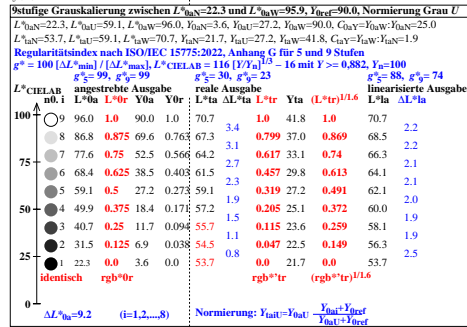 9stufige Grauskalierung zwischen L*0aN=22.3 und L*0aW=95.9, Y0ref=90.0, Normierung Grau U
L*0aN=22.3, L*0aU=59.1, L*0aW=96.0, Y0aN=3.6, Y0aU=27.2, Y0aW=90.0, CaY=W:Y0aU:N=25.0
L*taN=53.7, L*taU=59.1, L*taW=70.7, YtaN=21.7, YtaU=27.2, YtaW=41.8, CtaY=YtaW:YtaN=1.9
Regularitätsindex nach ISO/IEC 15775:2022, Anhang G für 5 und 9 Stufen
g* = 100 [ΔL*min] / [ΔL*max], L*CIELAB = 116 [Y/Yn]1/3 − 16 mit Y >= 0,882, Yn=100
g*5= 99, g*9= 99 g*5= 30, g*9= 23 g*5= 88, g*9= 74
L*CIELAB angestrebte Ausgabe reale Ausgabe linearisierte Ausgabe
n0. i L*0a L*0r Y0a Y0r L*ta ΔL*ta L*tr Yta (L*tr)1/1.6 L*la ΔL*la
9 96.0 1.0 90.0 1.0 70.7 1.0 41.8 1.0 70.7
3.4 2.2
8 86.8 0.875 69.6 0.763 67.3 0.799 37.0 0.869 68.5
3.1 2.2
75 7 77.6 0.75 52.5 0.566 64.2 0.617 33.1 0.74 66.3
2.7 2.2
6 68.4 0.625 38.5 0.403 61.5 0.457 29.8 0.613 64.1
2.3 2.1
5 59.1 0.5 27.2 0.273 59.1 0.319 27.2 0.491 62.1
1.9 2.0
4 49.9 0.375 18.4 0.171 57.2 0.205 25.1 0.372 60.0
1.5 1.9
3 40.7 0.25 11.7 0.094 55.7 0.115 23.6 0.259 58.1
1.1 1.9
2 31.5 0.125 6.9 0.038 54.5 0.047 22.5 0.149 56.3
0.8 2.5
1 22.3 0.0 3.6 0.0 53.7 0.0 21.7 0.0 53.7
identisch rgb*0r rgb*'tr (rgb*'tr)1/1.6
0
ΔL*0a=9.2 (i=1,2,...,8) Normierung: YtaiU=Y0aU Y0ai+Y0ref
Y0aU+Y0ref